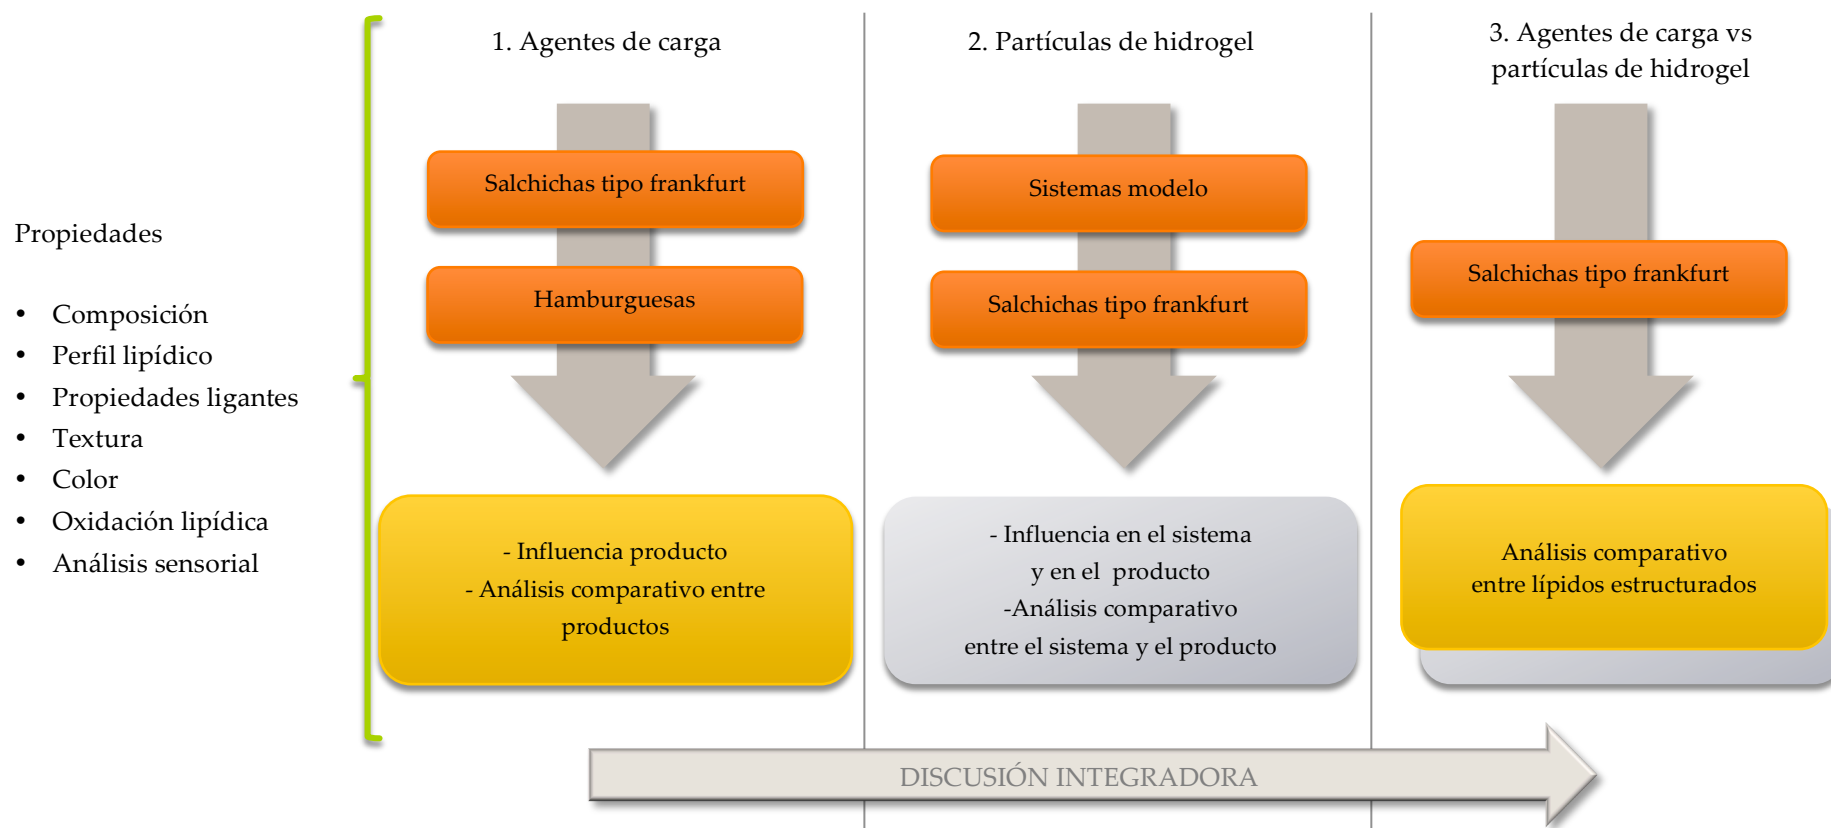 Propiedades
• Composición
• Perfil lipídico
• Propiedades ligantes
• Textura
• Color
• Oxidación lipídica
• Análisis sensorial
1. Agentes de carga
Salchichas tipo frankfurt
Hamburguesas
- Influencia producto
- Análisis comparativo entre
productos
2. Partículas de hidrogel
Sistemas modelo
Salchichas tipo frankfurt
- Influencia en el sistema
y en el producto
-Análisis comparativo
entre el sistema y el producto
3. Agentes de carga vs
partículas de hidrogel
Salchichas tipo frankfurt
Análisis comparativo
entre lípidos estructurados
DISCUSIÓN INTEGRADORA